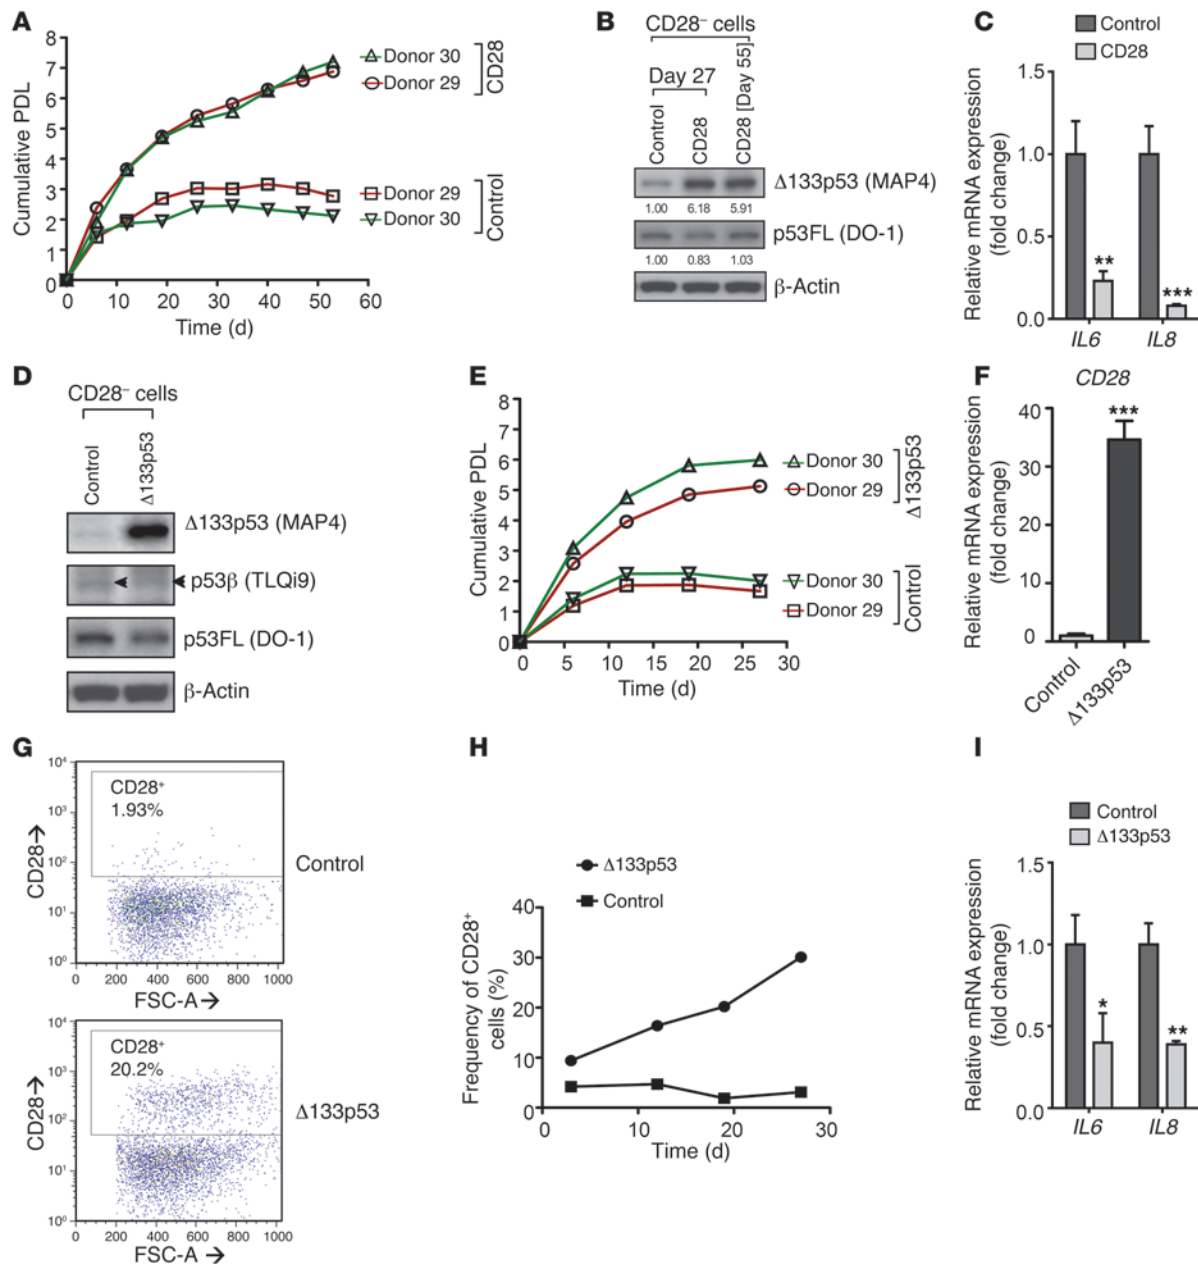 A
8
7
6
5
4
3
2
1
0
Cumulative PDL
0 10 20 30 40 50 60
Time (d)
Donor 30
Donor 29
CD28
Donor 29
Donor 30
Control
B
CD28⁻ cells
Day 27
Control
CD28
CD28 [Day 55]
Δ133p53 (MAP4)
1.00 6.18 5.91
p53FL (DO-1)
1.00 0.83 1.03
β-Actin
C
Control
CD28
1.5
1.0
0.5
0.0
Relative mRNA expression
(fold change)
**
***
IL6 IL8
D
CD28⁻ cells
Control
Δ133p53
Δ133p53 (MAP4)
p53β (TLQi9)
p53FL (DO-1)
β-Actin
E
8
7
6
5
4
3
2
1
0
Cumulative PDL
0 5 10 15 20 25 30
Time (d)
Donor 30
Donor 29
Δ133p53
Donor 30
Donor 29
Control
F
CD28
40
30
20
10
0
Relative mRNA expression
(fold change)
***
Control
Δ133p53
G
10⁴
10³
10²
10¹
10⁰
CD28→
CD28⁺
1.93%
Control
0 200 400 600 800 1000
FSC-A→
10⁴
10³
10²
10¹
10⁰
CD28→
CD28⁺
20.2%
Δ133p53
0 200 400 600 800 1000
FSC-A →
H
Δ133p53
Control
40
30
20
10
0
Frequency of CD28⁺
cells (%)
0 10 20 30
Time (d)
I
Control
Δ133p53
1.5
1.0
0.5
0.0
Relative mRNA expression
(fold change)
*
**
IL6 IL8